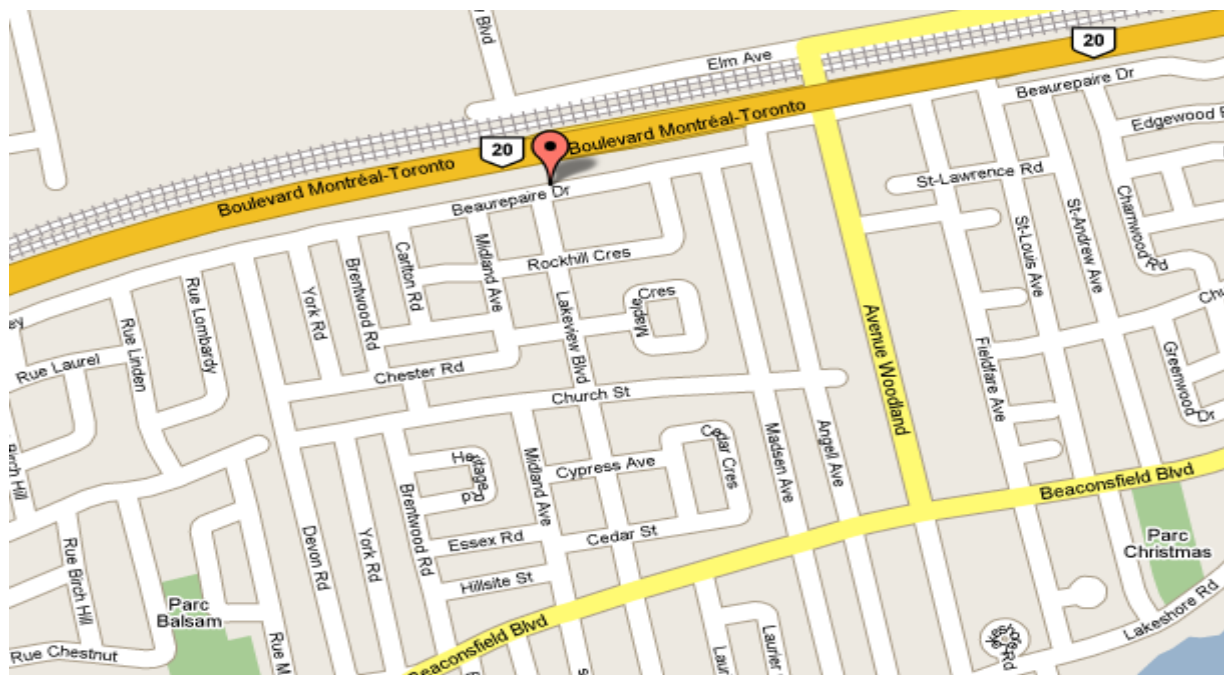 Blvd
Elm Ave
20
Beaurepaire Dr
Boulevard Montréal-Toronto
20
Edgewood
Boulevard Montréal-Toronto
Beaurepaire Dr
St-Lawrence Rd
Charnwood Rd
St-Andrew Ave
St-Louis Ave
Rockhill Cres
Midland Ave
Carlton Rd
Brentwood Rd
York Rd
Rue Lombardy
Rue Linden
Rue Laurel
Maple
Cres
Lakeview Blvd
Avenue Woodland
Fieldfare Ave
Greenwood Dr
Chester Rd
Church St
Birch Hill
Heritage
Rd
Cypress Ave
Cedar Cres
Madsen Ave
Angell Ave
Midland Ave
Beaconsfield Blvd
Devon Rd
York Rd
Brentwood Rd
Essex Rd
Cedar St
Rue Birch Hill
Hillsite St
Parc
Christmas
Parc
Balsam
Lakeshore Rd
Beaconsfield Blvd
Rue Chestnut
Rue M
Laurier
Rd